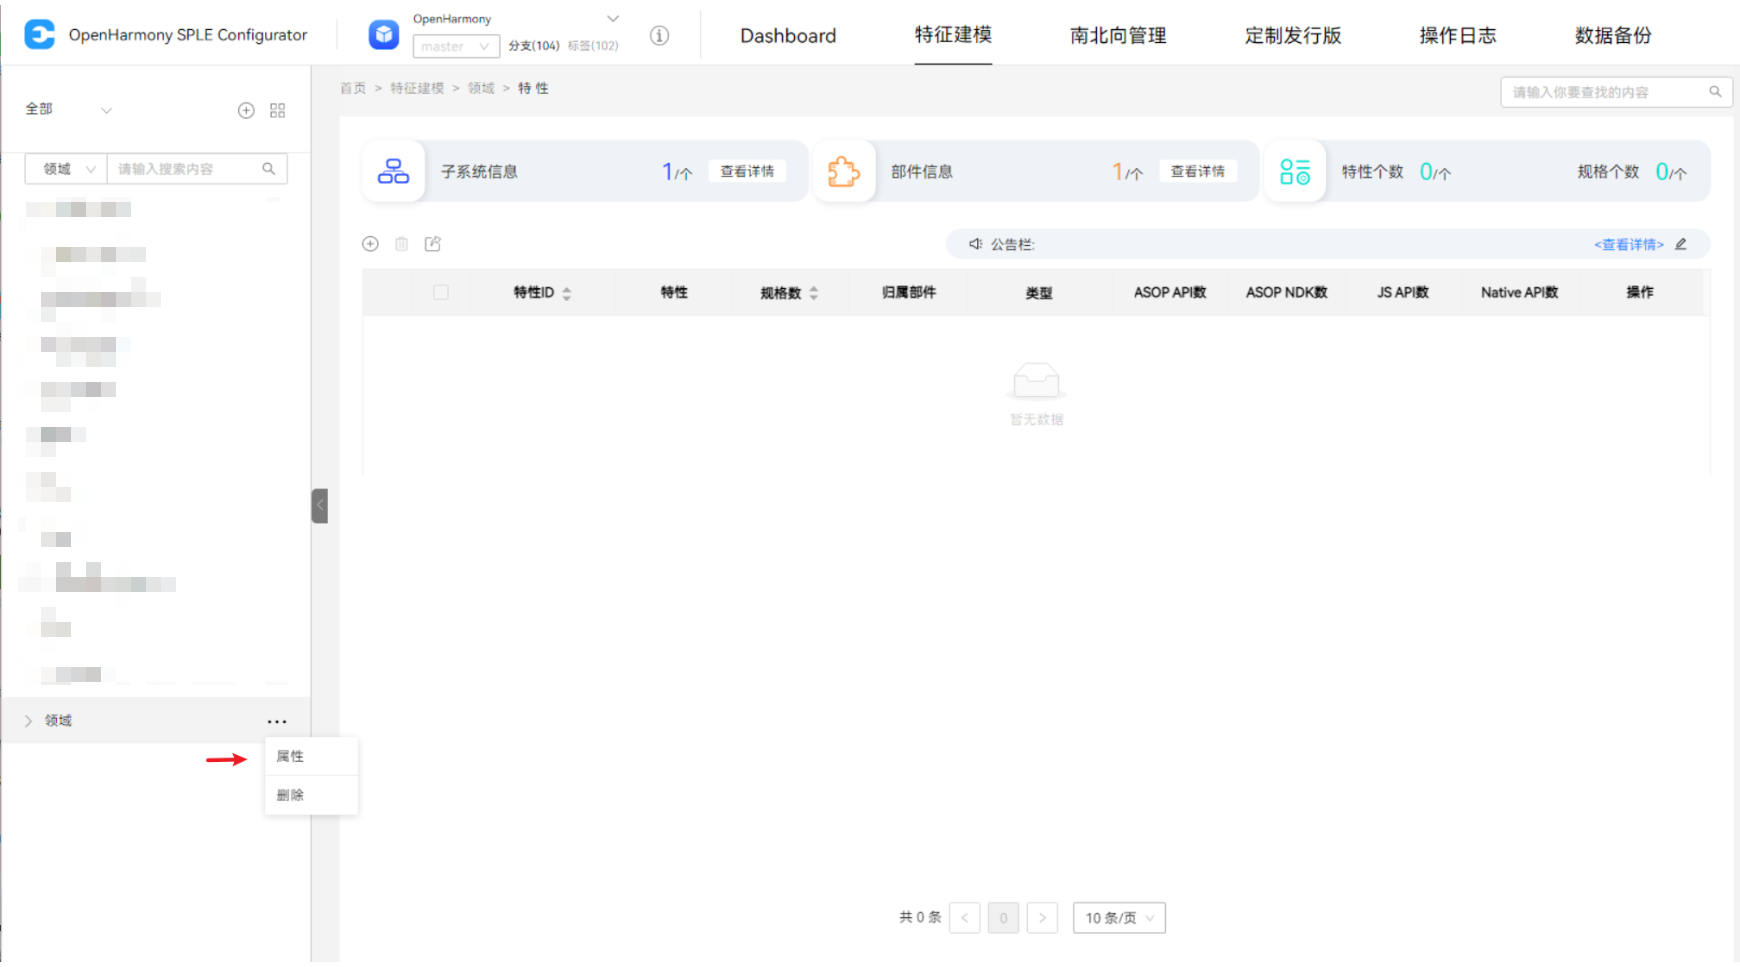 OpenHarmony SPLE Configurator
OpenHarmony
master
分支(104) 标签(102)
Dashboard
特征建模
南北向管理
定制发行版
操作日志
数据备份
全部
首页 > 特征建模 > 领域 > 特 性
请输入你要查找的内容
领域
请输入搜索内容
子系统信息
1/个
查看详情
部件信息
1/个
查看详情
特性个数 0/个
规格个数 0/个
公告栏:
<查看详情>
特性ID
特性
规格数
归属部件
类型
ASOP API数
ASOP NDK数
JS API数
Native API数
操作
暂无数据
领域
...
属性
删除
共 0 条
<
0
>
10 条/页